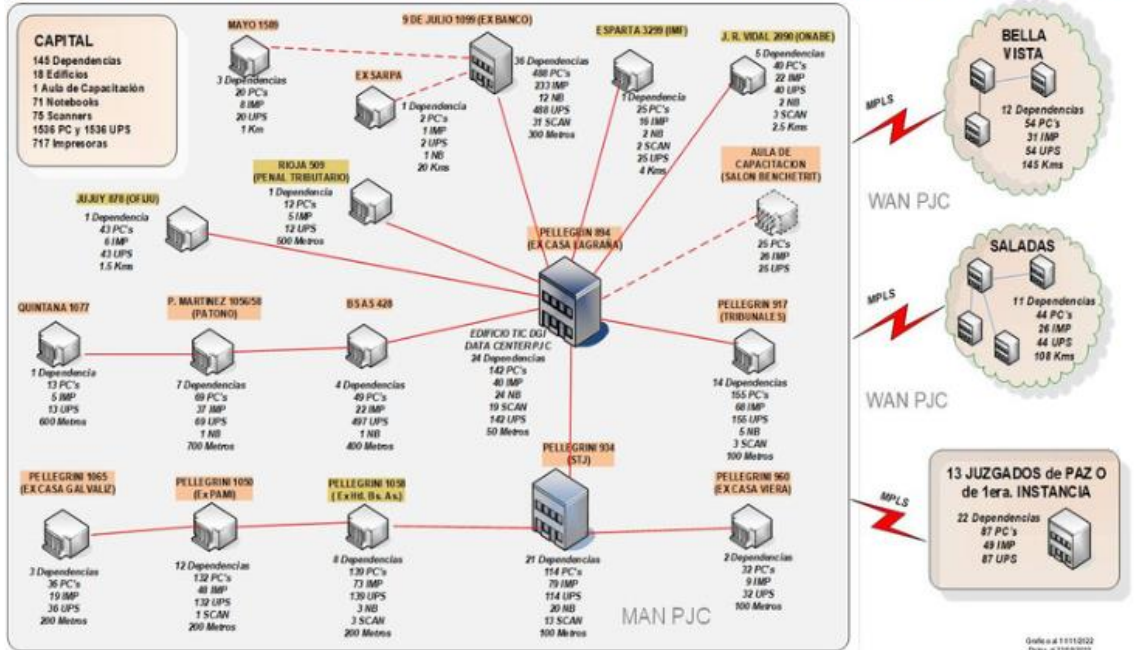 CAPITAL
145 Dependencias
18 Edificios
1 Aula de Capacitación
71 Notebooks
75 Scanners
1536 PC y 1536 UPS
717 Impresoras
MAYO 1589
3 Dependencias
20 PC's
8 IMP
20 UPS
1 Km
EX SARPA
1 Dependencia
2 PC's
1 IMP
2 UPS
1 NB
20 Kms
9 DE JULIO 1099 (EX BANCO)
36 Dependencias
488 PC's
233 IMP
12 NB
488 UPS
31 SCAN
300 Metros
ESPARTA 3299 (IMF)
1 Dependencia
25 PC's
16 IMP
2 NB
2 SCAN
25 UPS
4 Kms
J. R. VIDAL 2090 (ONABE)
5 Dependencias
40 PC's
22 IMP
40 UPS
2 NB
3 SCAN
2.5 Kms
RIOJA 509
(PENAL TRIBUTARIO)
1 Dependencia
12 PC's
5 IMP
12 UPS
500 Metros
AULA DE
CAPACITACION
(SALON BENCHETRIT)
25 PC's
26 IMP
25 UPS
JUJUY 878 (OFIJU)
1 Dependencia
43 PC's
6 IMP
43 UPS
1.5 Kms
PELLEGRIN 894
(EX CASA LAGRAÑA)
EDIFICIO TIC DGI
DATA CENTER PJC
24 Dependencias
142 PC's
40 IMP
24 NB
19 SCAN
142 UPS
50 Metros
QUINTANA 1077
1 Dependencia
13 PC's
5 IMP
13 UPS
600 Metros
P. MARTINEZ 1056/58
(PATONO)
7 Dependencias
69 PC's
37 IMP
69 UPS
1 NB
700 Metros
BS AS 428
4 Dependencias
49 PC's
22 IMP
497 UPS
1 NB
400 Metros
PELLEGRIN 917
(TRIBUNALES)
14 Dependencias
155 PC's
68 IMP
155 UPS
5 NB
3 SCAN
100 Metros
PELLEGRINI 1065
(EX CASA GALVALIZ)
3 Dependencias
36 PC's
19 IMP
36 UPS
200 Metros
PELLEGRINI 1050
(Ex PAMI)
12 Dependencias
132 PC's
48 IMP
132 UPS
1 SCAN
200 Metros
PELLEGRINI 1058
( Ex Htl. Bs. As.)
8 Dependencias
139 PC's
73 IMP
139 UPS
3 NB
3 SCAN
200 Metros
PELLEGRINI 934
(STJ)
21 Dependencias
114 PC's
79 IMP
114 UPS
20 NB
13 SCAN
100 Metros
PELLEGRINI 960
(EX CASA VIERA)
2 Dependencias
32 PC's
9 IMP
32 UPS
100 Metros
MAN PJC
MPLS
BELLA
VISTA
12 Dependencias
54 PC's
31 IMP
54 UPS
145 Kms
WAN PJC
MPLS
SALADAS
11 Dependencias
44 PC's
26 IMP
44 UPS
108 Kms
WAN PJC
MPLS
13 JUZGADOS de PAZ O
de 1era. INSTANCIA
22 Dependencias
87 PC's
49 IMP
87 UPS